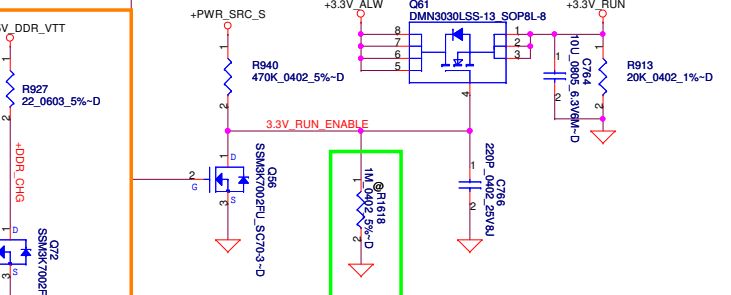 +PWR_SRC_S
+3.3V_ALW
Q61
DMN3030LSS-13_SOP8L-8
+3.3V_RUN
V_DDR_VTT
1
R927
22_0603_5%~D
2
+DDR_CHG
1
D
S
3
Q72
SSM3K7002F
1
R940
470K_0402_5%~D
2
8
7
6
5
1
2
3
4
1
C764
10U_0805_6.3V6M~D
2
1
R913
20K_0402_1%~D
2
3.3V_RUN_ENABLE
1
D
2
G
S
3
Q56
SSM3K7002FU_SC70-3~D
1
@
R1618
1M_0402_5%~D
2
1
C766
220P_0402_25V8J
2